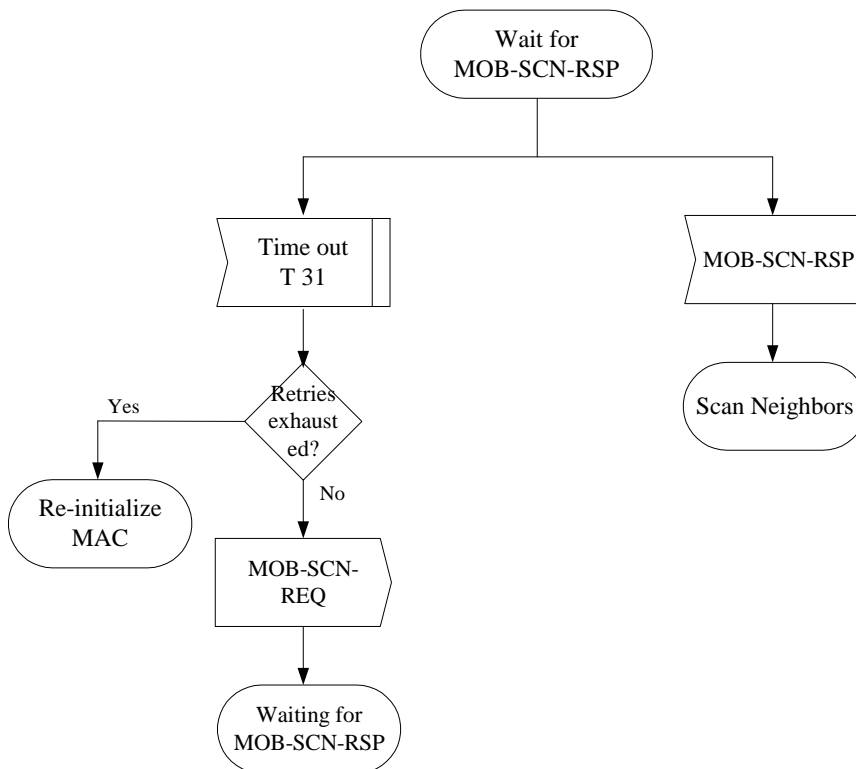 Wait for
MOB-SCN-RSP
Time out
T 31
MOB-SCN-RSP
Retries
exhaust
ed?
Yes
Scan Neighbors
No
Re-initialize
MAC
MOB-SCN-
REQ
Waiting for
MOB-SCN-RSP